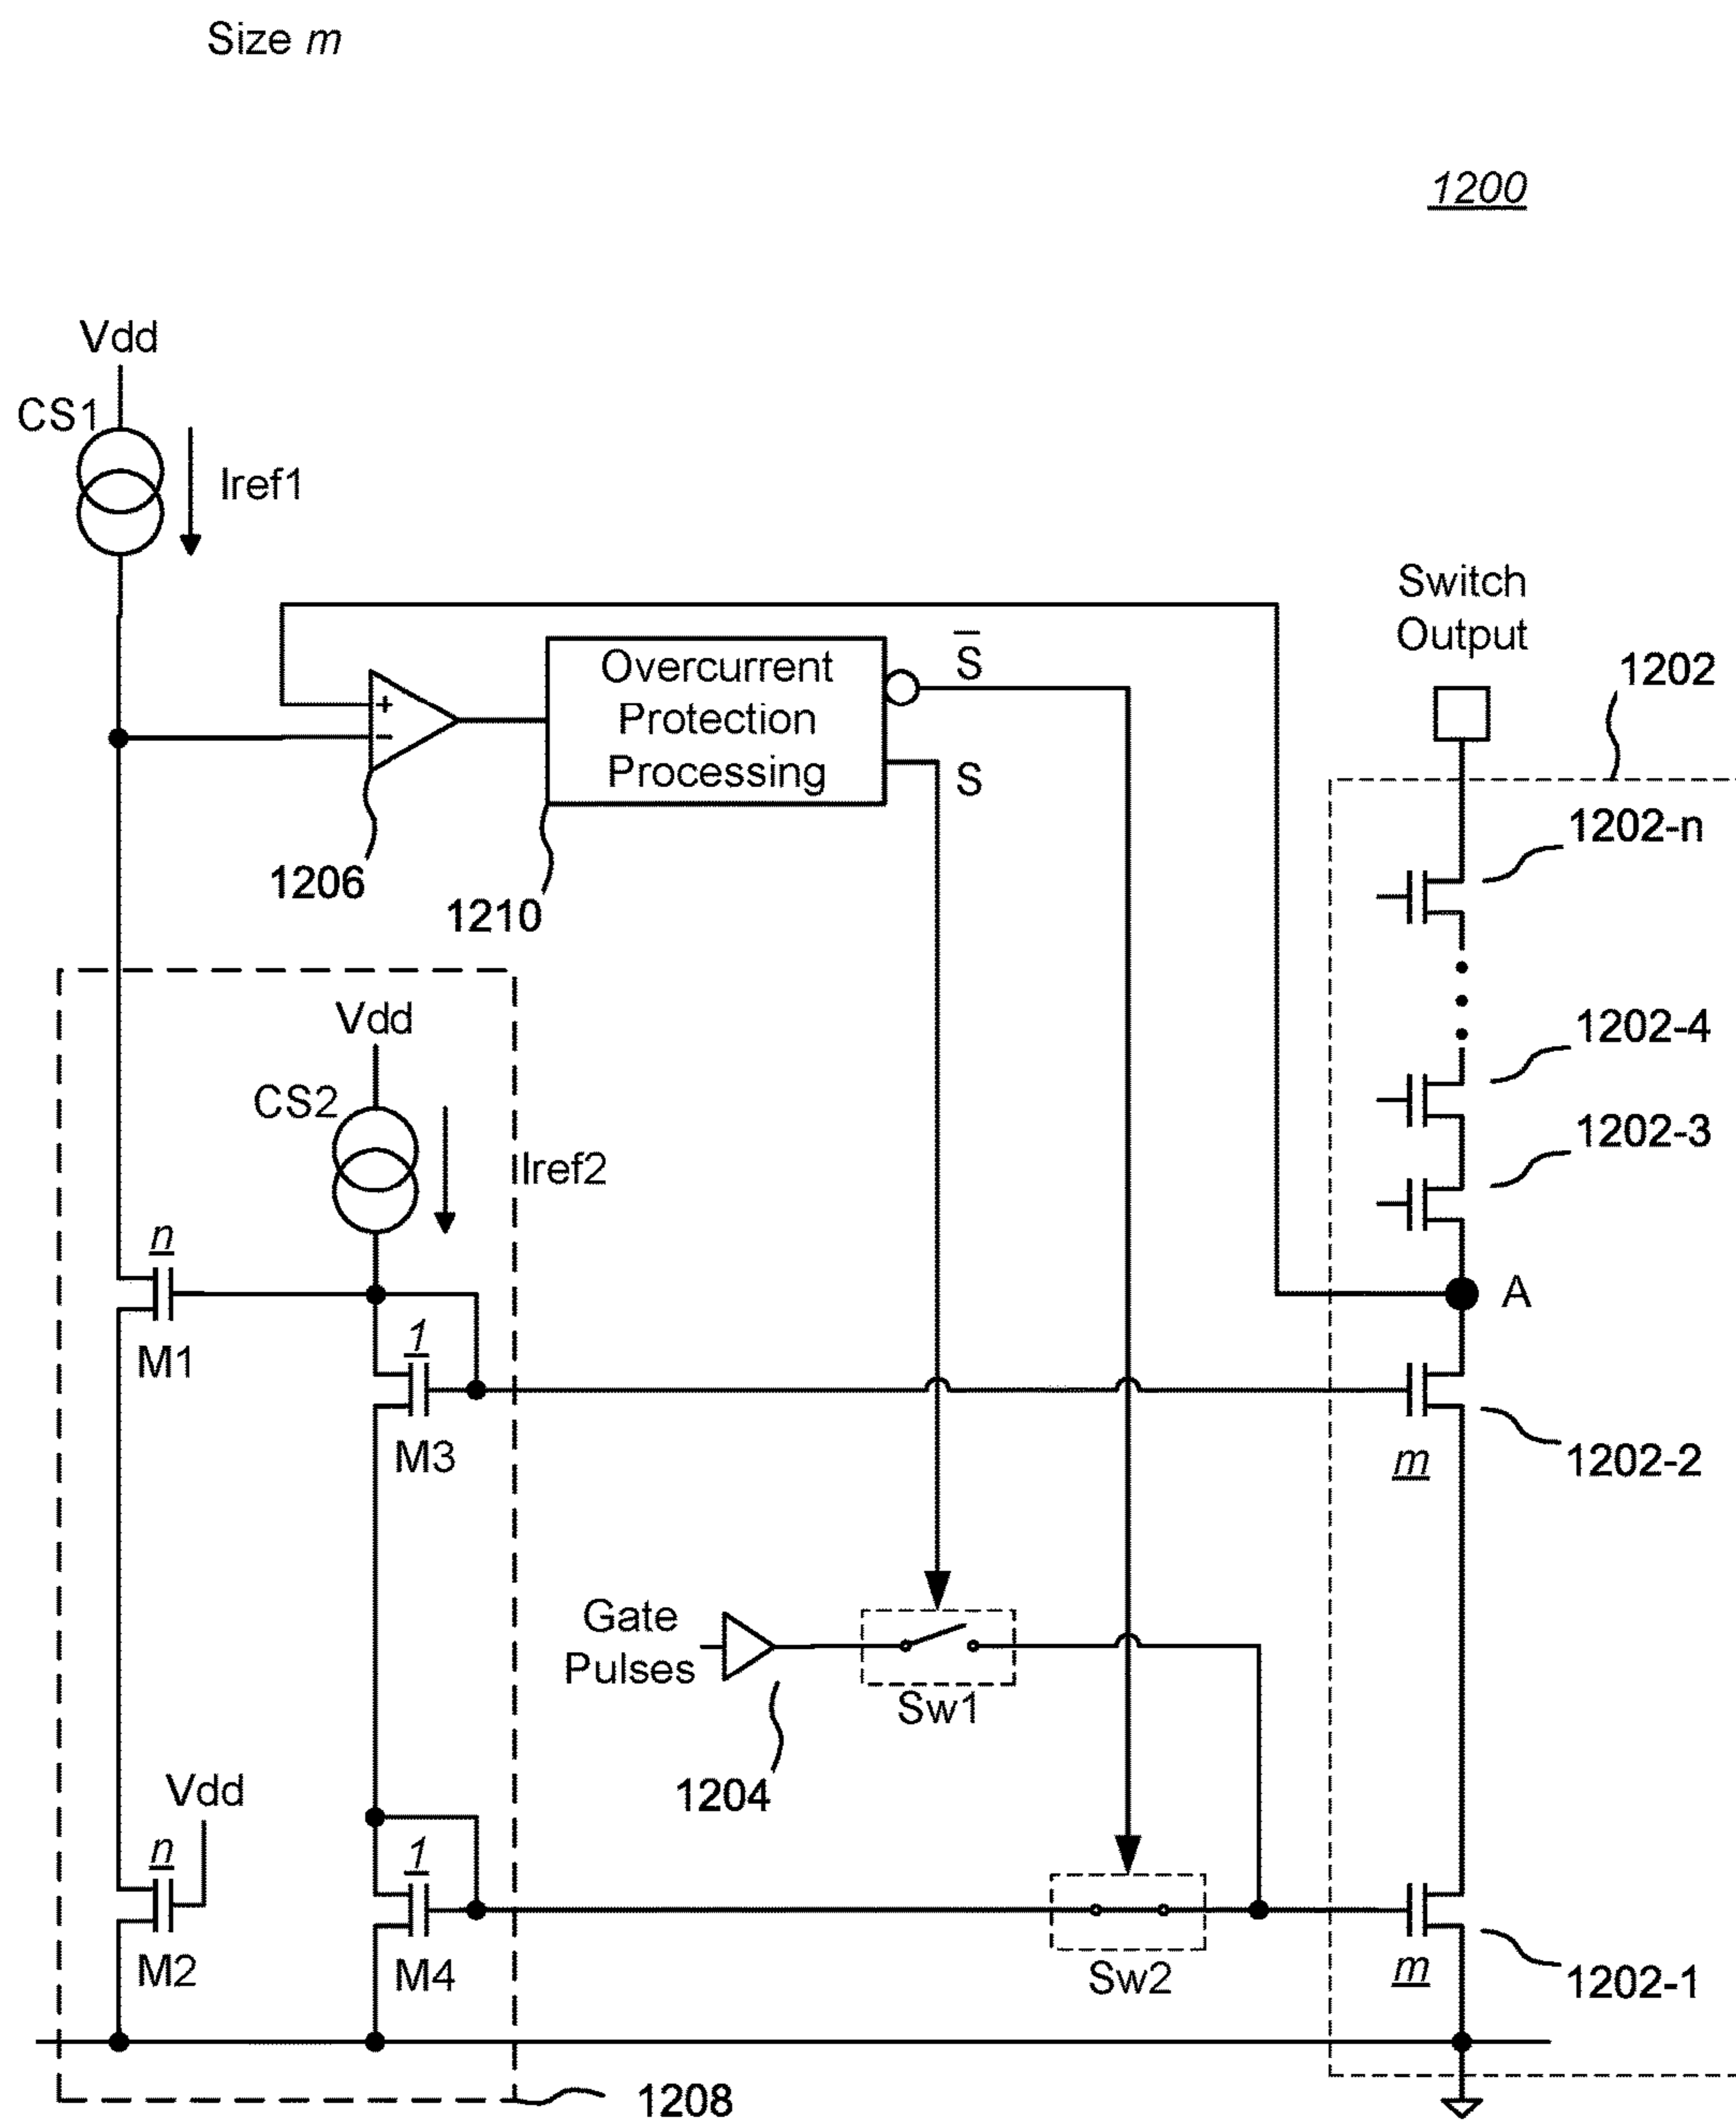 Size m
1200
Vdd
CS1
Iref1
Switch
Output
1202
Overcurrent
Protection
Processing
S̅
S
+
−
1206
1210
1202-n
Vdd
CS2
Iref2
1202-4
1202-3
n
M1
A
1
M3
m
1202-2
Gate
Pulses
Sw1
1204
Vdd
n
M2
1
M4
Sw2
m
1202-1
1208